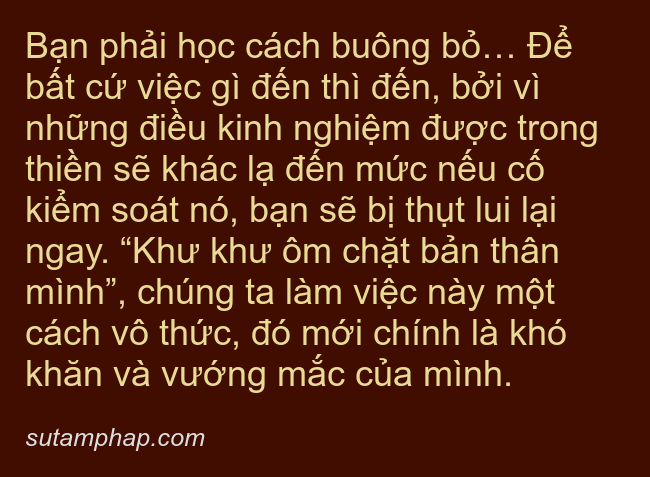 Bạn phải học cách buông bỏ… Để
bất cứ việc gì đến thì đến, bởi vì
những điều kinh nghiệm được trong
thiền sẽ khác lạ đến mức nếu cố
kiểm soát nó, bạn sẽ bị thụt lui lại
ngay. “Khư khư ôm chặt bản thân
mình”, chúng ta làm việc này một
cách vô thức, đó mới chính là khó
khăn và vướng mắc của mình.
sutamphap.com